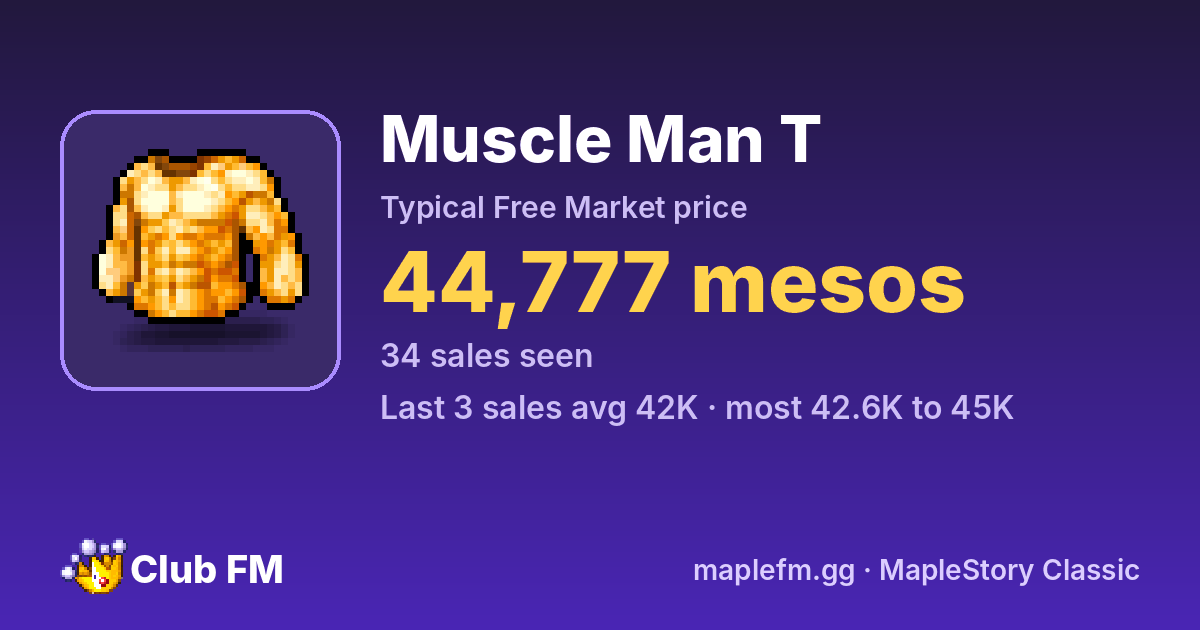 Muscle Man T
Typical Free Market price
44,777 mesos
34 sales seen
Last 3 sales avg 42K · most 42.6K to 45K
Club FM
maplefm.gg · MapleStory Classic